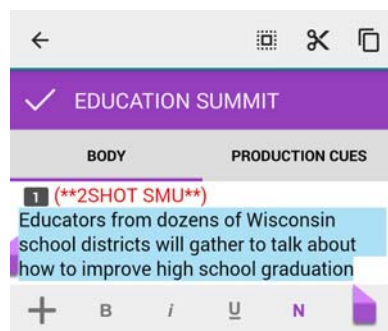 EDUCATION SUMMIT
BODY PRODUCTION CUES
1 (**2SHOT SMU**)
Educators from dozens of Wisconsin
school districts will gather to talk about
how to improve high school graduation
B i U N